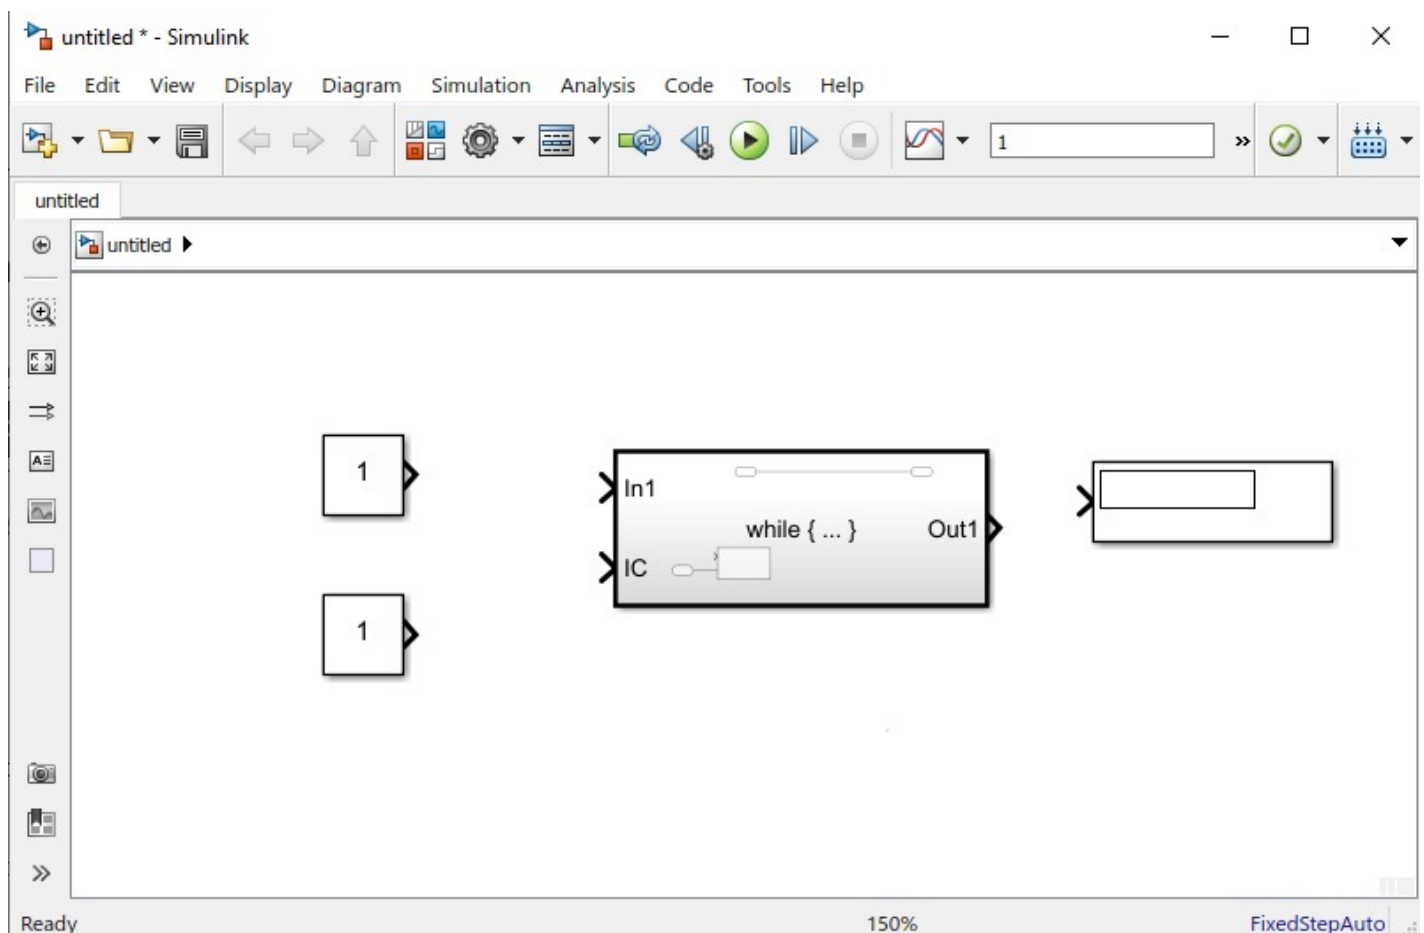 untitled * - Simulink
File Edit View Display Diagram Simulation Analysis Code Tools Help
1
untitled
untitled
1
In1
while { ... }
Out1
IC
1
Ready
150%
FixedStepAuto